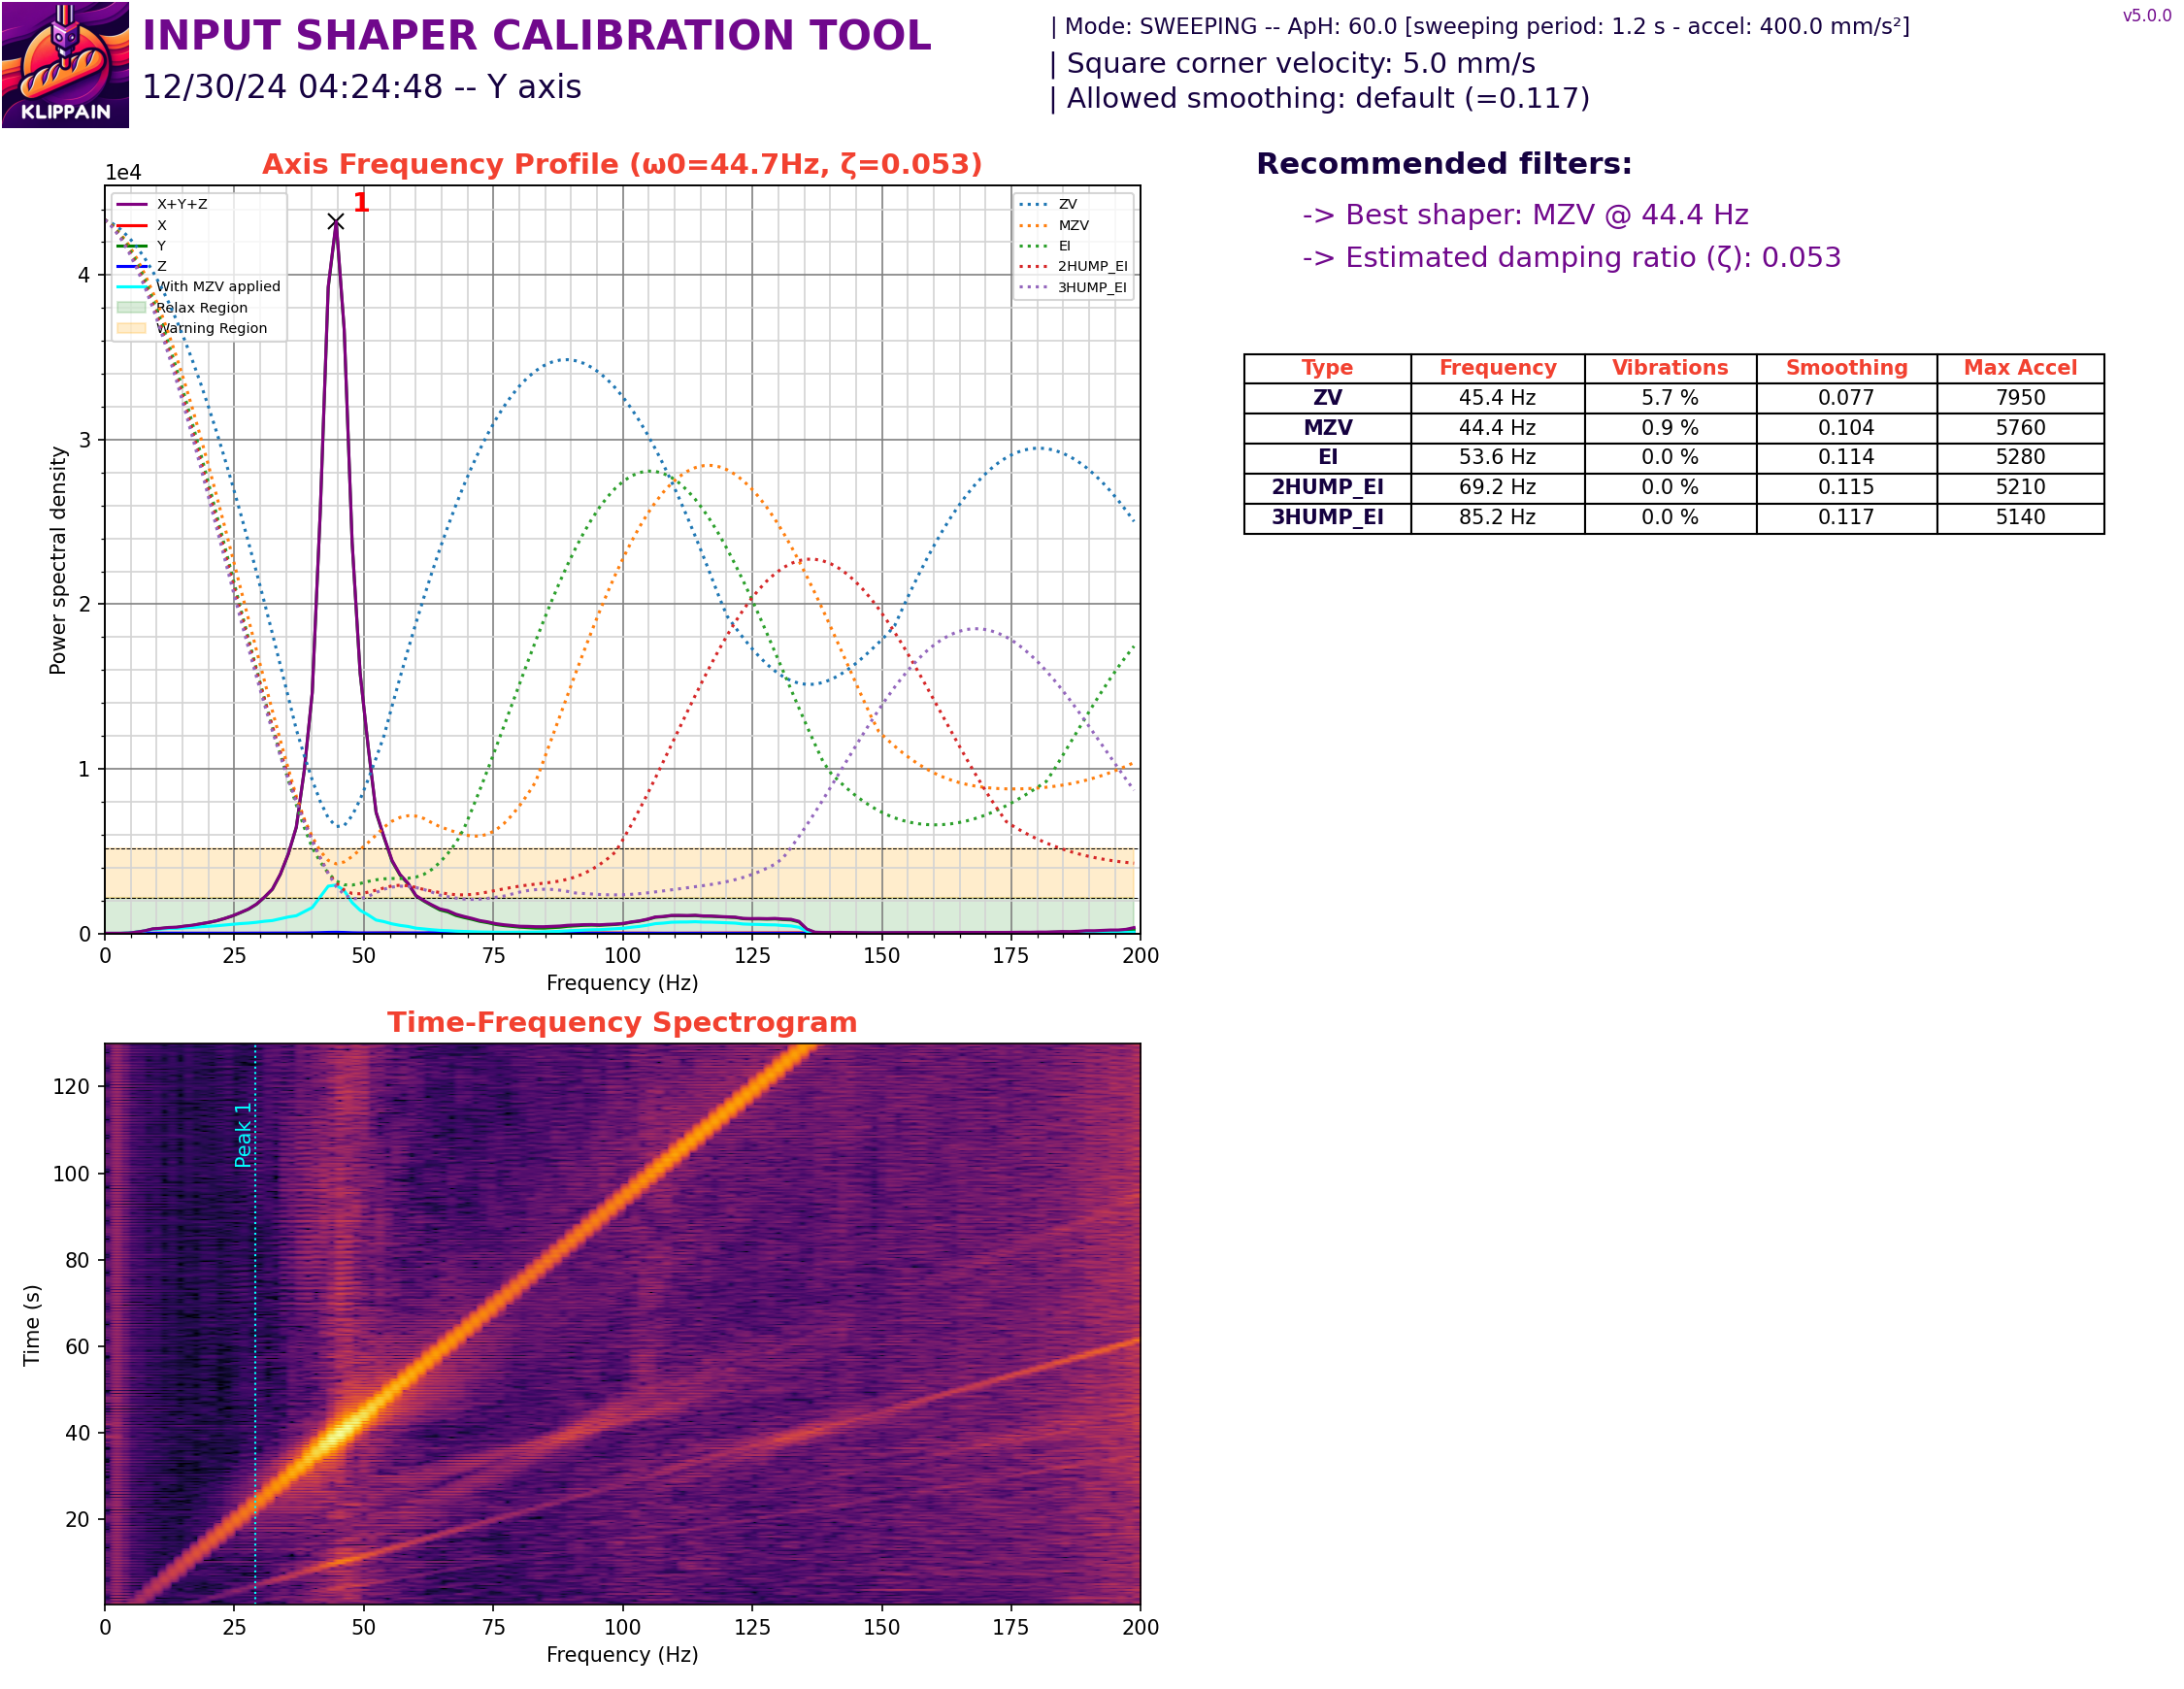 INPUT SHAPER CALIBRATION TOOL
12/30/24 04:24:48 -- Y axis
KLIPPAIN
| Mode: SWEEPING -- ApH: 60.0 [sweeping period: 1.2 s - accel: 400.0 mm/s²]
| Square corner velocity: 5.0 mm/s
| Allowed smoothing: default (=0.117)
v5.0.0
Axis Frequency Profile (ω0=44.7Hz, ζ=0.053)
1e4
1
X+Y+Z
X
Y
Z
With MZV applied
Relax Region
Warning Region
ZV
MZV
EI
2HUMP_EI
3HUMP_EI
Power spectral density
4
3
2
1
0
0 25 50 75 100 125 150 175 200
Frequency (Hz)
Recommended filters:
-> Best shaper: MZV @ 44.4 Hz
-> Estimated damping ratio (ζ): 0.053
Type Frequency Vibrations Smoothing Max Accel
ZV 45.4 Hz 5.7 % 0.077 7950
MZV 44.4 Hz 0.9 % 0.104 5760
EI 53.6 Hz 0.0 % 0.114 5280
2HUMP_EI 69.2 Hz 0.0 % 0.115 5210
3HUMP_EI 85.2 Hz 0.0 % 0.117 5140
Time-Frequency Spectrogram
Peak 1
Time (s)
120
100
80
60
40
20
0 25 50 75 100 125 150 175 200
Frequency (Hz)